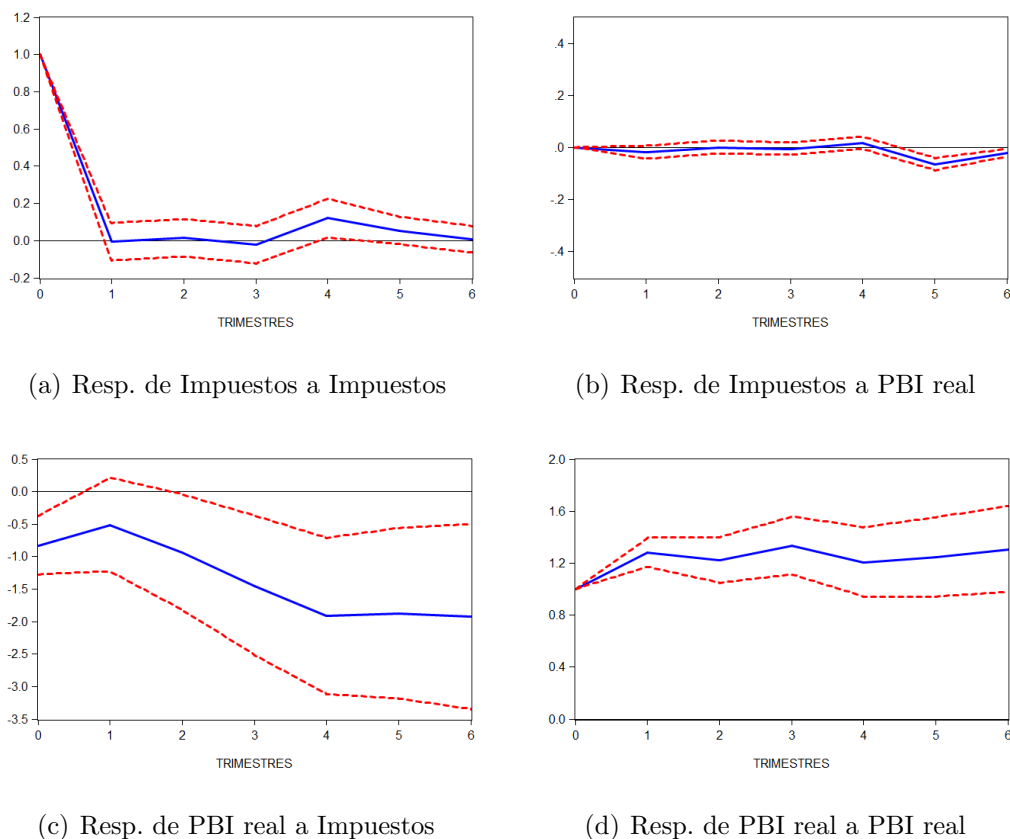 1.2
1.0
0.8
0.6
0.4
0.2
0.0
-0.2
0 1 2 3 4 5 6
TRIMESTRES
(a) Resp. de Impuestos a Impuestos
.4
.2
.0
-.2
-.4
0 1 2 3 4 5 6
TRIMESTRES
(b) Resp. de Impuestos a PBI real
0.5
0.0
-0.5
-1.0
-1.5
-2.0
-2.5
-3.0
-3.5
0 1 2 3 4 5 6
TRIMESTRES
(c) Resp. de PBI real a Impuestos
2.0
1.6
1.2
0.8
0.4
0.0
0 1 2 3 4 5 6
TRIMESTRES
(d) Resp. de PBI real a PBI real